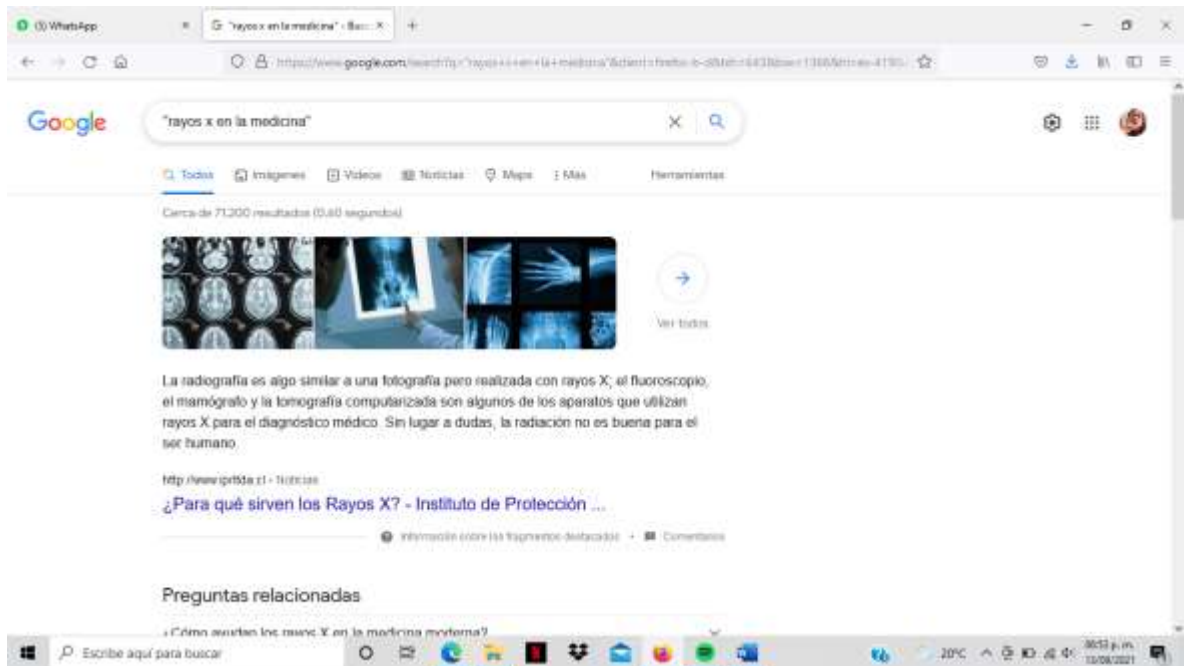 (3) WhatsApp
"rayos x en la medicina" -
Google
"rayos x en la medicina"
Todos Imágenes Videos Noticias Maps Más Herramientas
Cerca de 71,200 resultados (0.60 segundos)
Ver todos
La radiografía es algo similar a una fotografía pero realizada con rayos X; el fluoroscopio,
el mamógrafo y la tomografía computarizada son algunos de los aparatos que utilizan
rayos X para el diagnóstico médico. Sin lugar a dudas, la radiación no es buena para el
ser humano.
Noticias
¿Para qué sirven los Rayos X? - Instituto de Protección ...
Información sobre los fragmentos destacados • Comentarios
Preguntas relacionadas
¿Cómo ayudan los rayos X en la medicina moderna?
Escribe aquí para buscar
20°C
p. m.